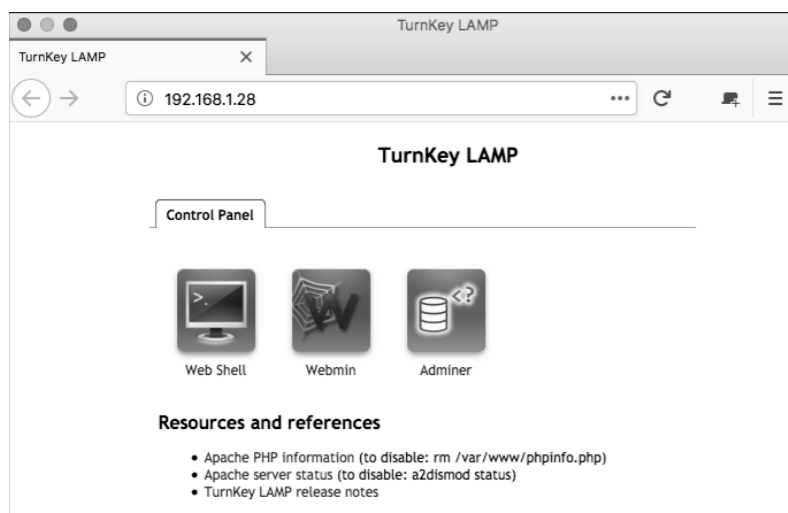 TurnKey LAMP
TurnKey LAMP
192.168.1.28
TurnKey LAMP
Control Panel
>.
W
<?
Web Shell
Webmin
Adminer
Resources and references
• Apache PHP information (to disable: rm /var/www/phpinfo.php)
• Apache server status (to disable: a2dismod status)
• TurnKey LAMP release notes